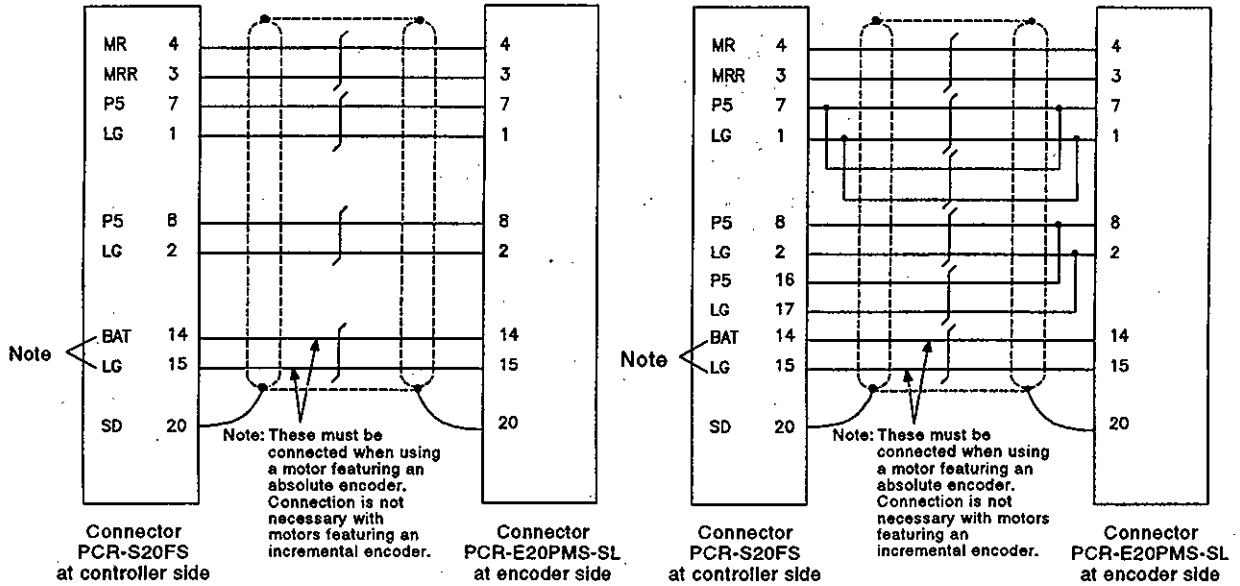 MR 4 4
MRR 3 3
P5 7 7
LG 1 1
P5 8 8
LG 2 2
BAT 14 14
Note
LG 15 15
SD 20 20
Note: These must be
connected when using
a motor featuring an
absolute encoder.
Connection is not
necessary with
motors featuring an
incremental encoder.
Connector
PCR-S20FS
at controller side
Connector
PCR-E20PMS-SL
at encoder side
MR 4 4
MRR 3 3
P5 7 7
LG 1 1
P5 8 8
LG 2 2
P5 16
LG 17
BAT 14 14
Note
LG 15 15
SD 20 20
Note: These must be
connected when using
a motor featuring an
absolute encoder.
Connection is not
necessary with motors
featuring an
incremental encoder.
Connector
PCR-S20FS
at controller side
Connector
PCR-E20PMS-SL
at encoder side